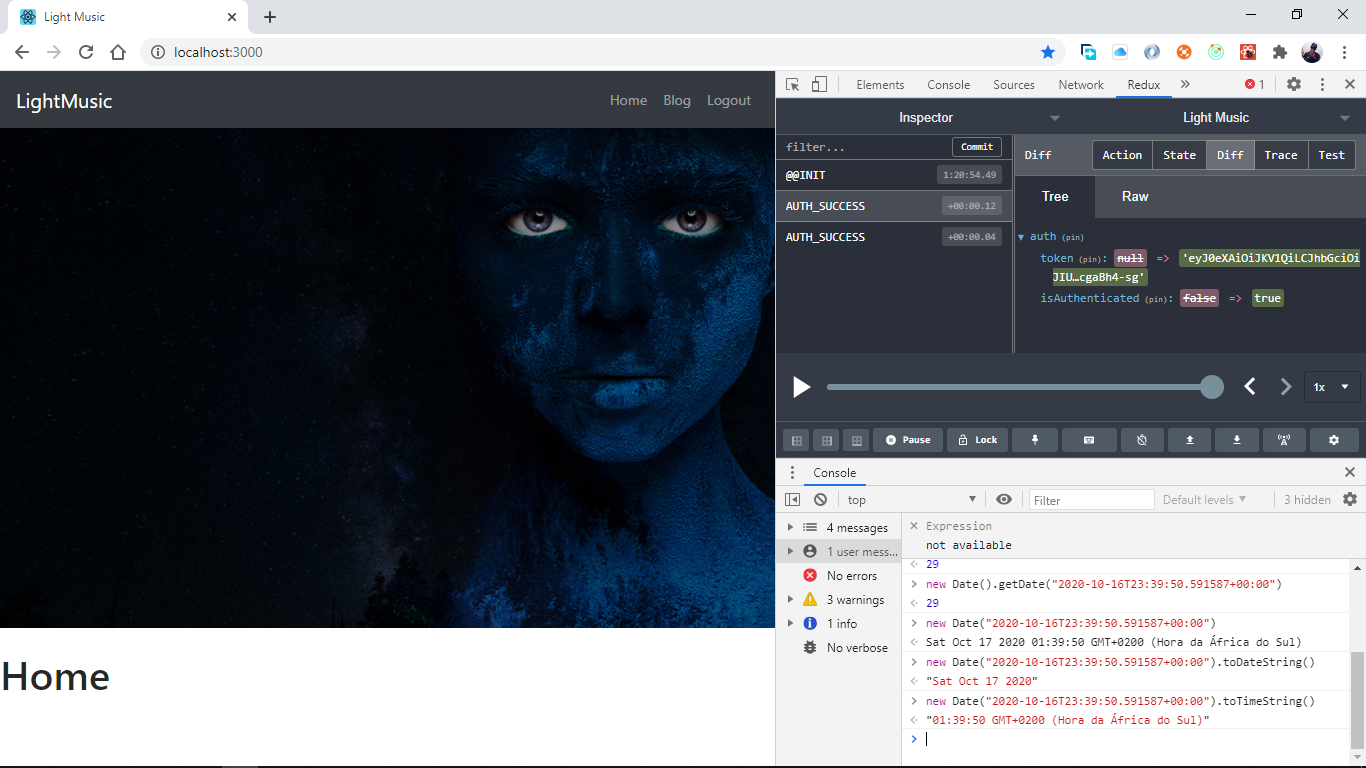 Light Music
localhost:3000
LightMusic
Home Blog Logout
Home
Elements Console Sources Network Redux 1
Inspector Light Music
filter... Commit
@@INIT 1:20:54.49
AUTH_SUCCESS +00:00.12
AUTH_SUCCESS +00:00.04
Diff Action State Diff Trace Test
Tree Raw
auth (pin)
token (pin): null => 'eyJ0eXAiOiJKV1QiLCJhbGciOi
JIU…cgaBh4-sg'
isAuthenticated (pin): false => true
1x
Pause Lock
Console
top Filter Default levels 3 hidden
4 messages
1 user mess...
No errors
3 warnings
1 info
No verbose
Expression
not available
29
new Date().getDate("2020-10-16T23:39:50.591587+00:00")
29
new Date("2020-10-16T23:39:50.591587+00:00")
Sat Oct 17 2020 01:39:50 GMT+0200 (Hora da África do Sul)
new Date("2020-10-16T23:39:50.591587+00:00").toDateString()
"Sat Oct 17 2020"
new Date("2020-10-16T23:39:50.591587+00:00").toTimeString()
"01:39:50 GMT+0200 (Hora da África do Sul)"